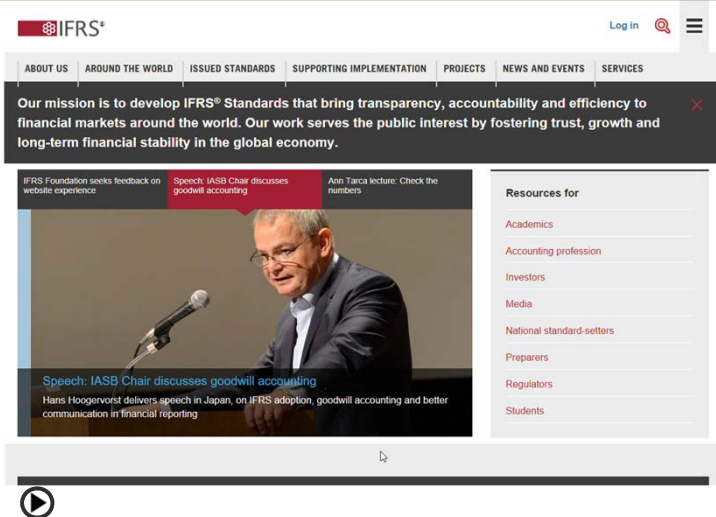 IFRS®
Log in
ABOUT US AROUND THE WORLD ISSUED STANDARDS SUPPORTING IMPLEMENTATION PROJECTS NEWS AND EVENTS SERVICES
Our mission is to develop IFRS® Standards that bring transparency, accountability and efficiency to
financial markets around the world. Our work serves the public interest by fostering trust, growth and
long-term financial stability in the global economy.
IFRS Foundation seeks feedback on
website experience
Speech: IASB Chair discusses
goodwill accounting
Ann Tarca lecture: Check the
numbers
Speech: IASB Chair discusses goodwill accounting
Hans Hoogervorst delivers speech in Japan, on IFRS adoption, goodwill accounting and better
communication in financial reporting
Resources for
Academics
Accounting profession
Investors
Media
National standard-setters
Preparers
Regulators
Students